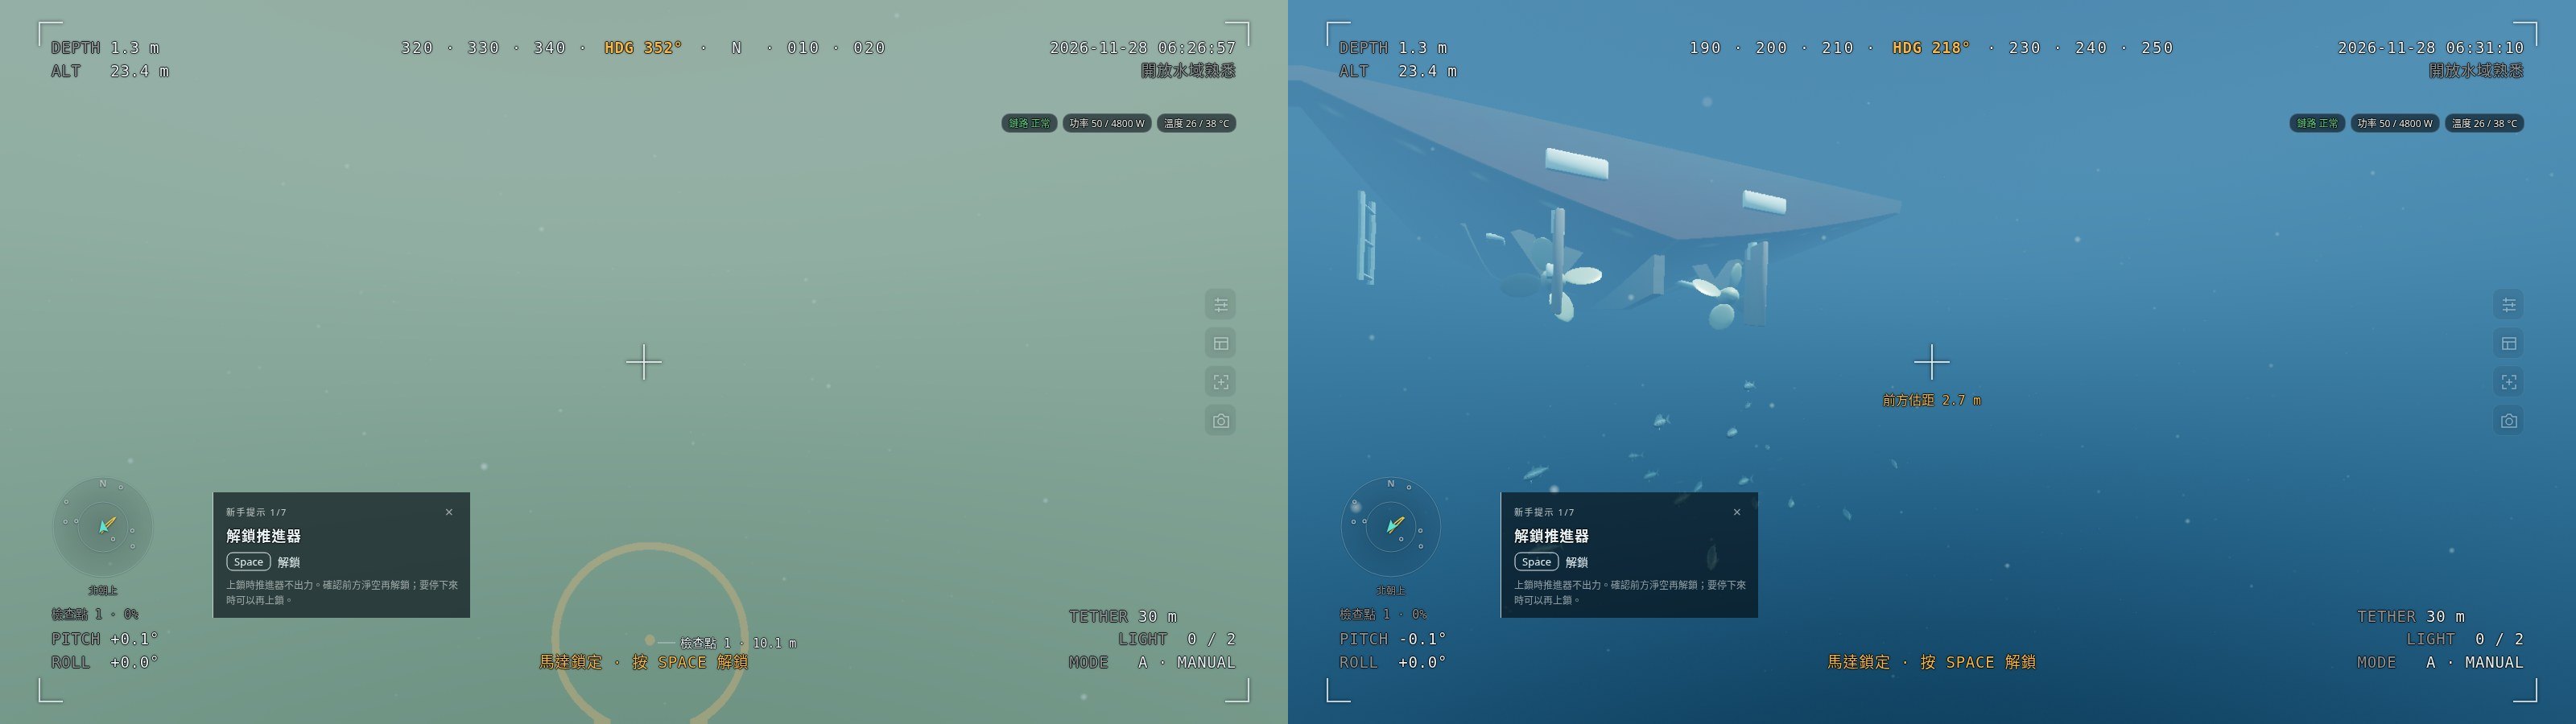 DEPTH 1.3 m
ALT 23.4 m
320 · 330 · 340 · HDG 352° · N · 010 · 020
2026-11-28 06:26:57
開放水域熟悉
鏈路 正常 功率 50 / 4800 W 溫度 26 / 38 °C
N
北朝上
檢查點 1 · 0%
PITCH +0.1°
ROLL +0.0°
新手提示 1/7 ×
解鎖推進器
Space 解鎖
上鎖時推進器不出力。確認前方淨空再解鎖；要停下來
時可以再上鎖。
檢查點 1 · 10.1 m
馬達鎖定 · 按 SPACE 解鎖
TETHER 30 m
LIGHT 0 / 2
MODE A · MANUAL
DEPTH 1.3 m
ALT 23.4 m
190 · 200 · 210 · HDG 218° · 230 · 240 · 250
2026-11-28 06:31:10
開放水域熟悉
鏈路 正常 功率 50 / 4800 W 溫度 26 / 38 °C
前方估距 2.7 m
N
北朝上
檢查點 1 · 0%
PITCH -0.1°
ROLL +0.0°
新手提示 1/7 ×
解鎖推進器
Space 解鎖
上鎖時推進器不出力。確認前方淨空再解鎖；要停下來
時可以再上鎖。
馬達鎖定 · 按 SPACE 解鎖
TETHER 30 m
LIGHT 0 / 2
MODE A · MANUAL